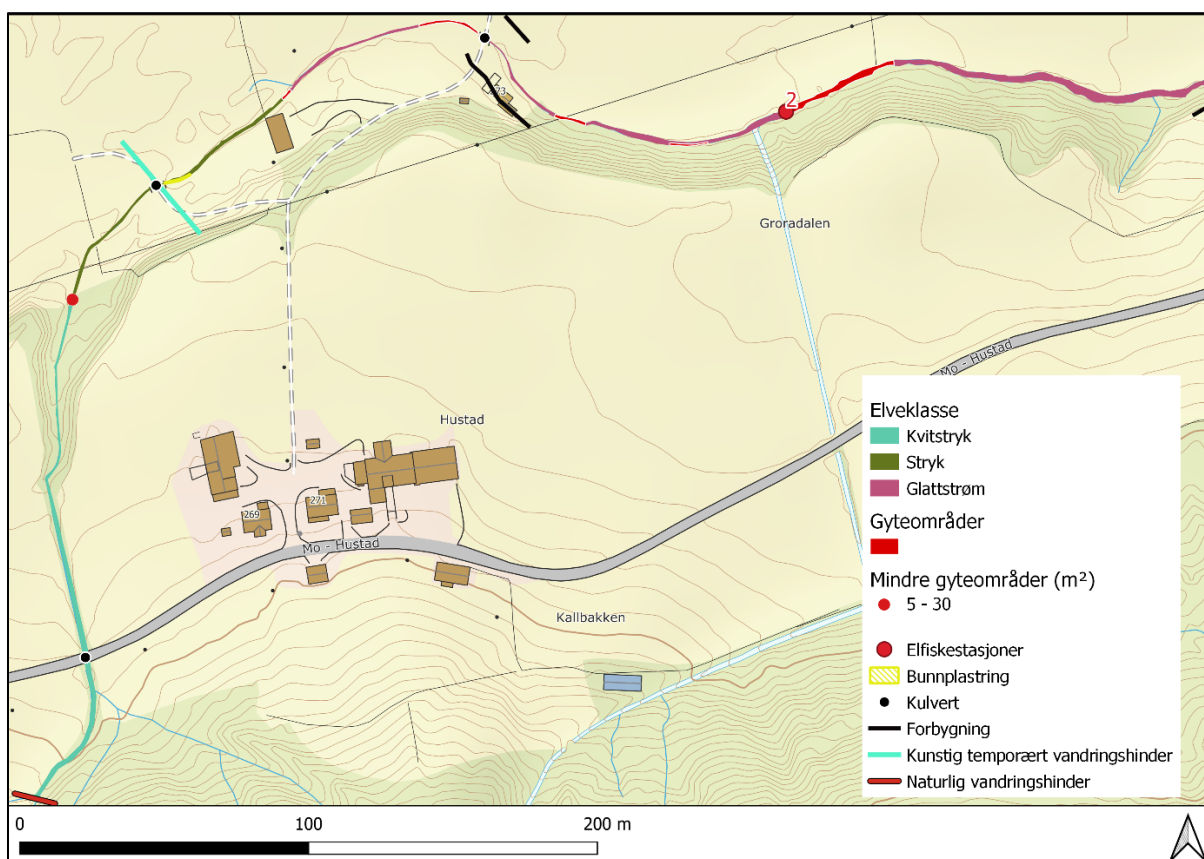 273
2
Groradalen
Mo - Hustad
Hustad
269
271
Mo - Hustad
Kallbakken
Elveklasse
Kvitstryk
Stryk
Glattstrøm
Gyteområder
Mindre gyteområder (m²)
5 - 30
Elfiskestasjoner
Bunnplastring
Kulvert
Forbygning
Kunstig temporært vandringshinder
Naturlig vandringshinder
0 100 200 m